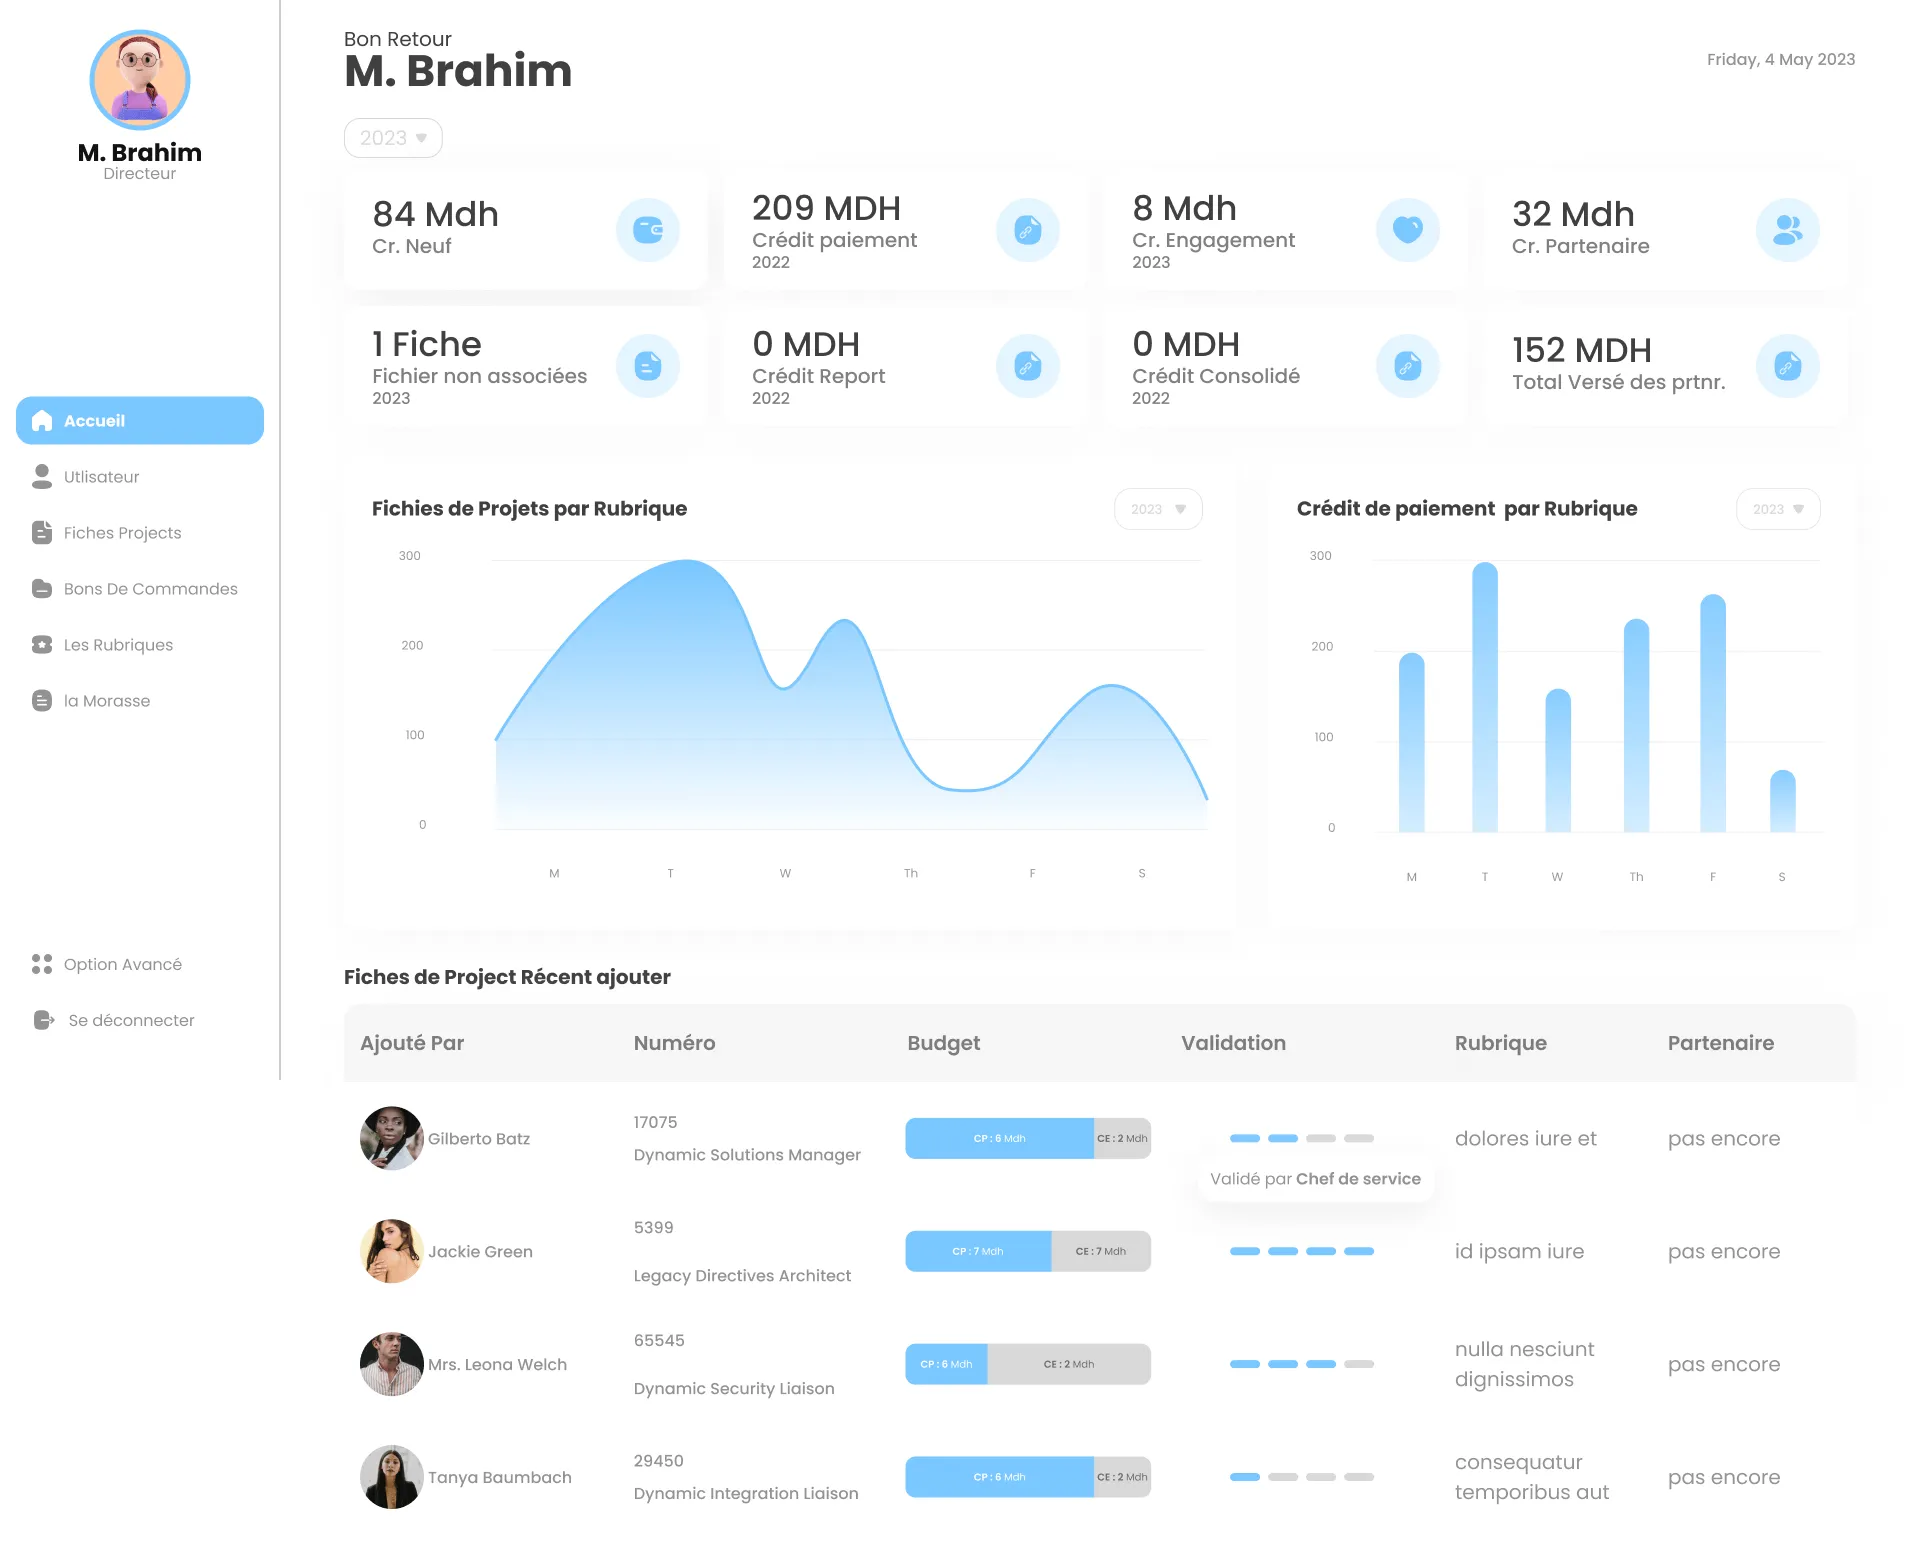 M. Brahim
Directeur
Accueil
Utlisateur
Fiches Projects
Bons De Commandes
Les Rubriques
la Morasse
Option Avancé
Se déconnecter
Bon Retour
M. Brahim
Friday, 4 May 2023
2023
84 Mdh
Cr. Neuf
209 MDH
Crédit paiement
2022
8 Mdh
Cr. Engagement
2023
32 Mdh
Cr. Partenaire
1 Fiche
Fichier non associées
2023
0 MDH
Crédit Report
2022
0 MDH
Crédit Consolidé
2022
152 MDH
Total Versé des prtnr.
Fichies de Projets par Rubrique
2023
300
200
100
0
M T W Th F S
Crédit de paiement par Rubrique
2023
300
200
100
0
M T W Th F S
Fiches de Project Récent ajouter
Ajouté Par Numéro Budget Validation Rubrique Partenaire
Gilberto Batz
17075
Dynamic Solutions Manager
CP : 6 Mdh CE : 2 Mdh
Validé par Chef de service
dolores iure et
pas encore
Jackie Green
5399
Legacy Directives Architect
CP : 7 Mdh CE : 7 Mdh
id ipsam iure
pas encore
Mrs. Leona Welch
65545
Dynamic Security Liaison
CP : 6 Mdh CE : 2 Mdh
nulla nesciunt
dignissimos
pas encore
Tanya Baumbach
29450
Dynamic Integration Liaison
CP : 6 Mdh CE : 2 Mdh
consequatur
temporibus aut
pas encore